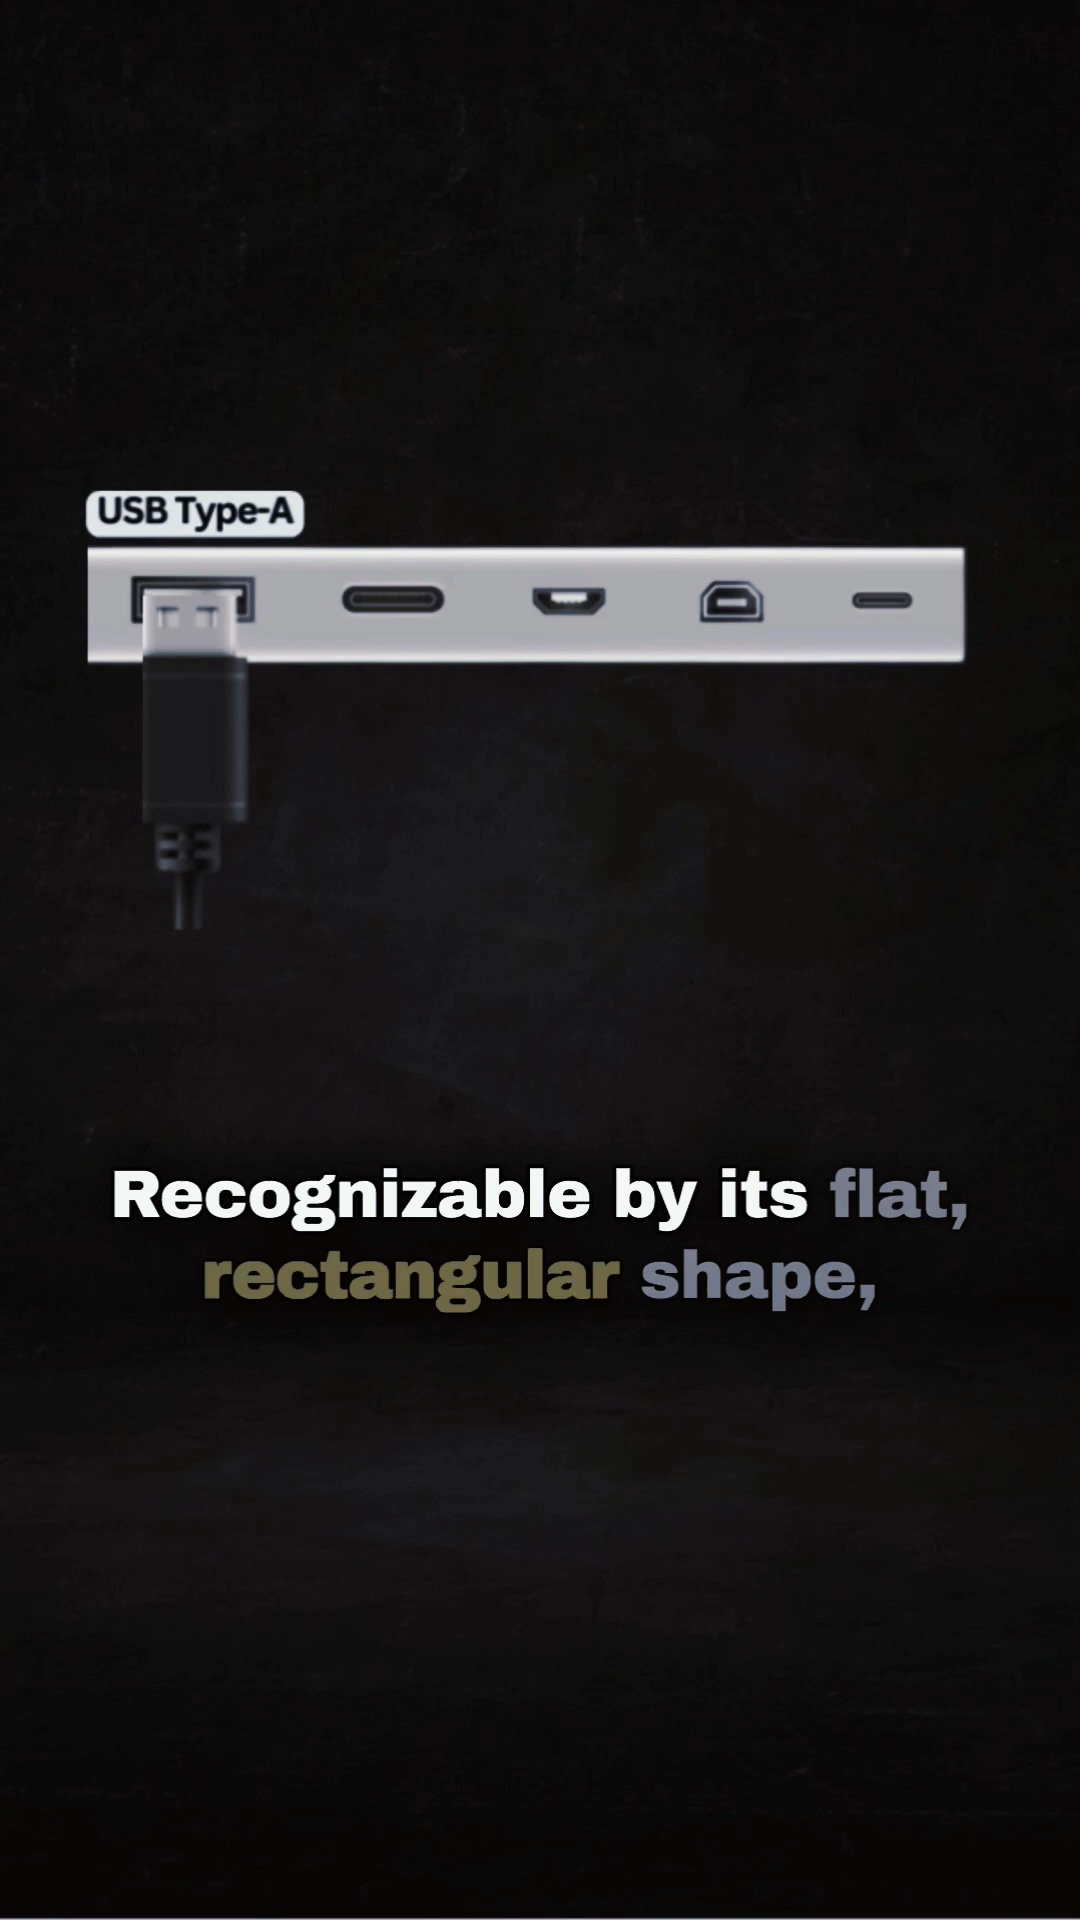 USB Type-A
Recognizable by its flat,
rectangular shape,